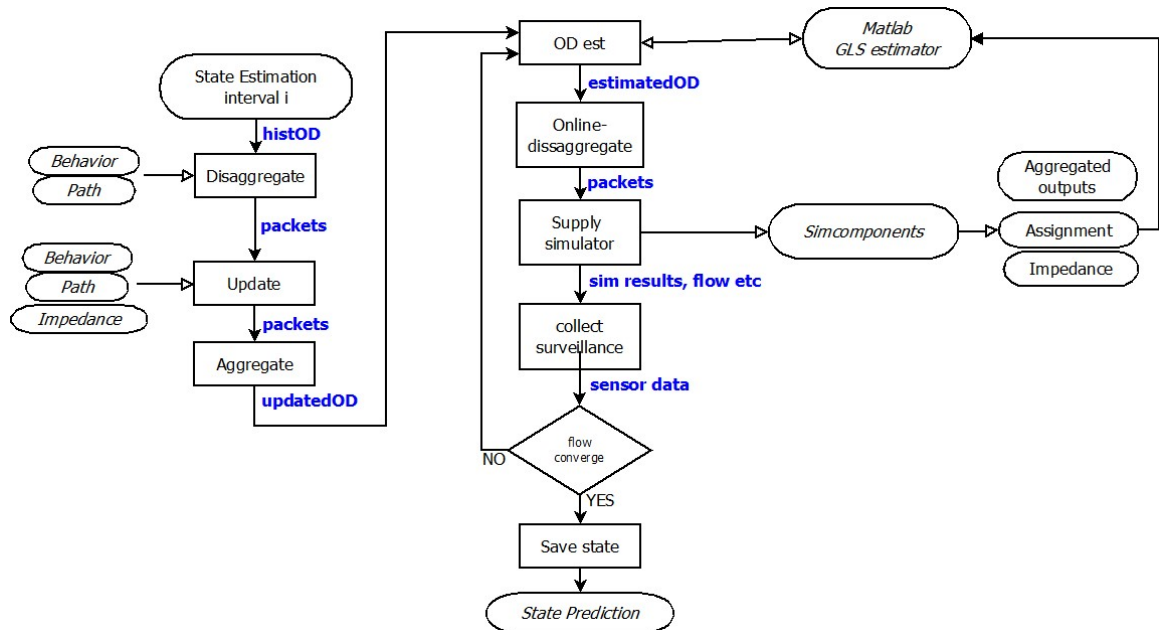 State Estimation
interval i
histOD
Behavior
Path
Disaggregate
packets
Behavior
Path
Impedance
Update
packets
Aggregate
updatedOD
OD est
Matlab
GLS estimator
estimatedOD
Online-
dissaggregate
packets
Supply
simulator
Simcomponents
Aggregated
outputs
Assignment
Impedance
sim results, flow etc
collect
surveillance
sensor data
flow
converge
NO
YES
Save state
State Prediction